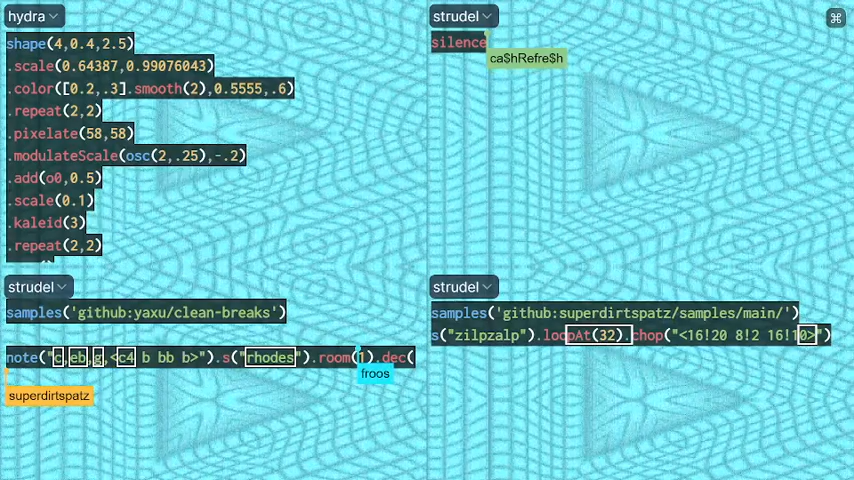 hydra
shape(4,0.4,2.5)
.scale(0.64387,0.99076043)
.color([0.2,.3].smooth(2),0.5555,.6)
.repeat(2,2)
.pixelate(58,58)
.modulateScale(osc(2,.25),-.2)
.add(o0,0.5)
.scale(0.1)
.kaleid(3)
.repeat(2,2)
strudel
⌘
silence
ca$hRefre$h
strudel
samples('github:yaxu/clean-breaks')
note("c,eb,g,<c4 b bb b>").s("rhodes").room(1).dec(
froos
superdirtspatz
strudel
samples('github:superdirtspatz/samples/main/')
s("zilpzalp").loopAt(32).chop("<16!20 8!2 16!10>")